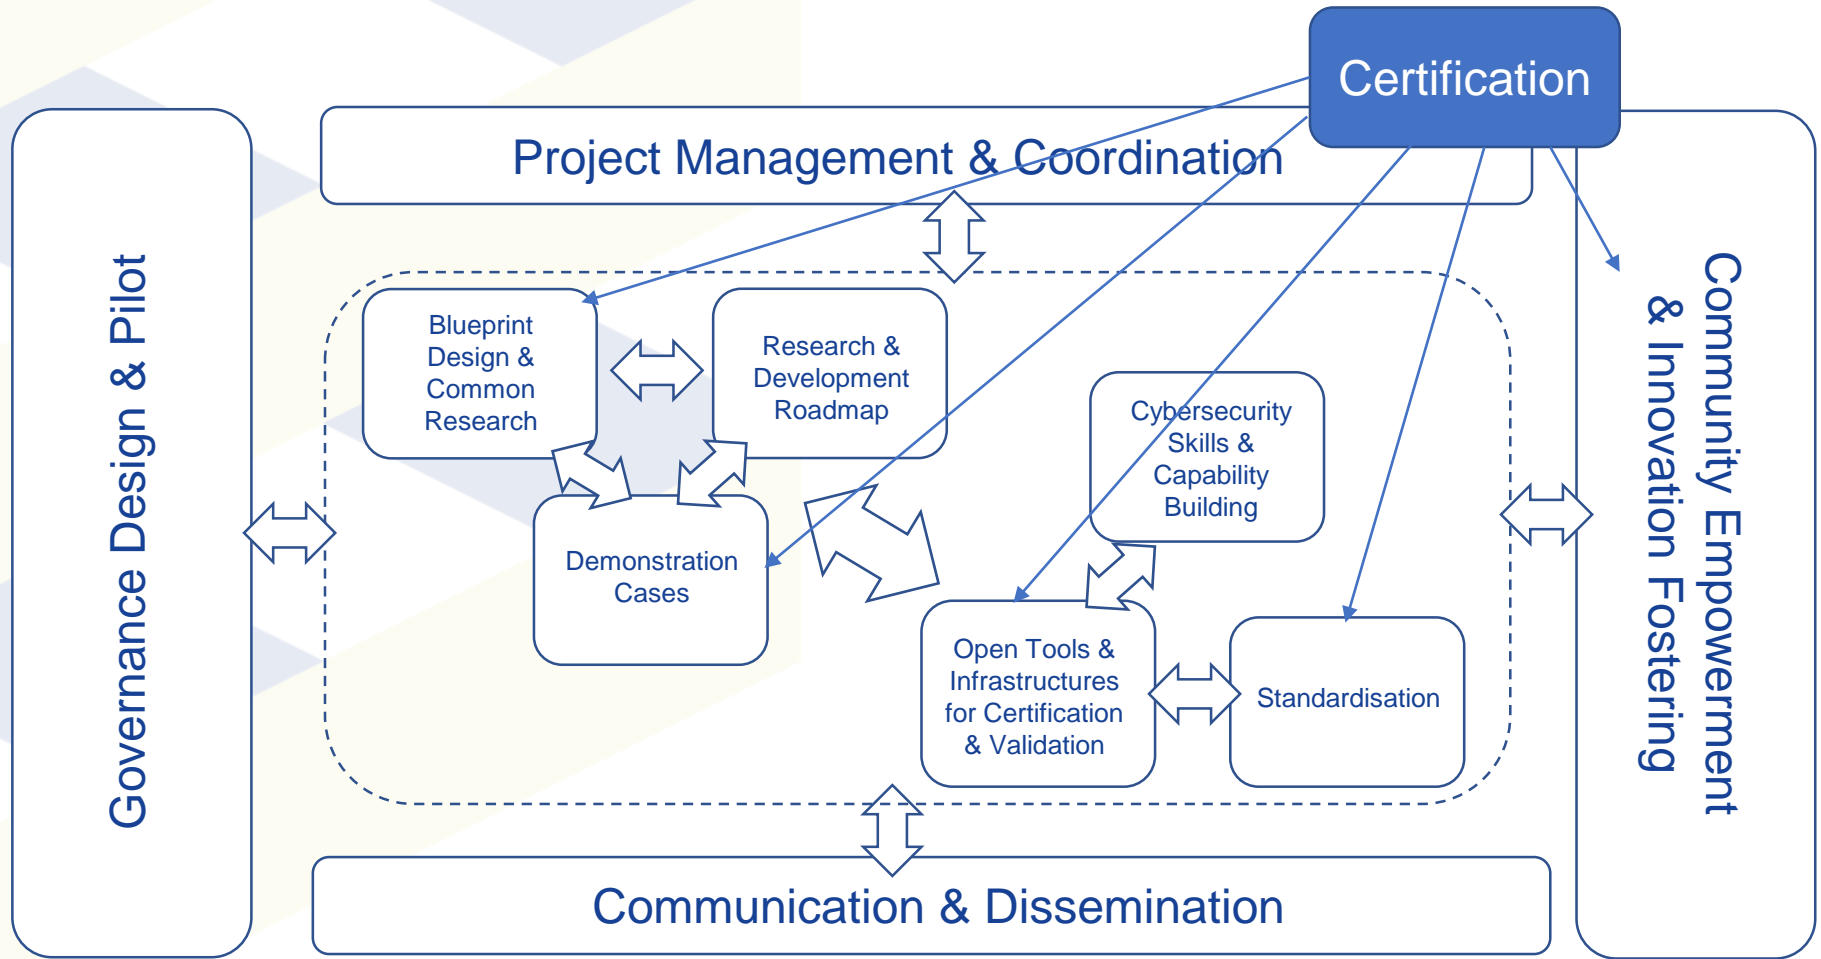 Certification
Project Management & Coordination
Governance Design & Pilot
Blueprint
Design &
Common
Research
Research &
Development
Roadmap
Cybersecurity
Skills &
Capability
Building
Demonstration
Cases
Open Tools &
Infrastructures
for Certification
& Validation
Standardisation
Community Empowerment
& Innovation Fostering
Communication & Dissemination